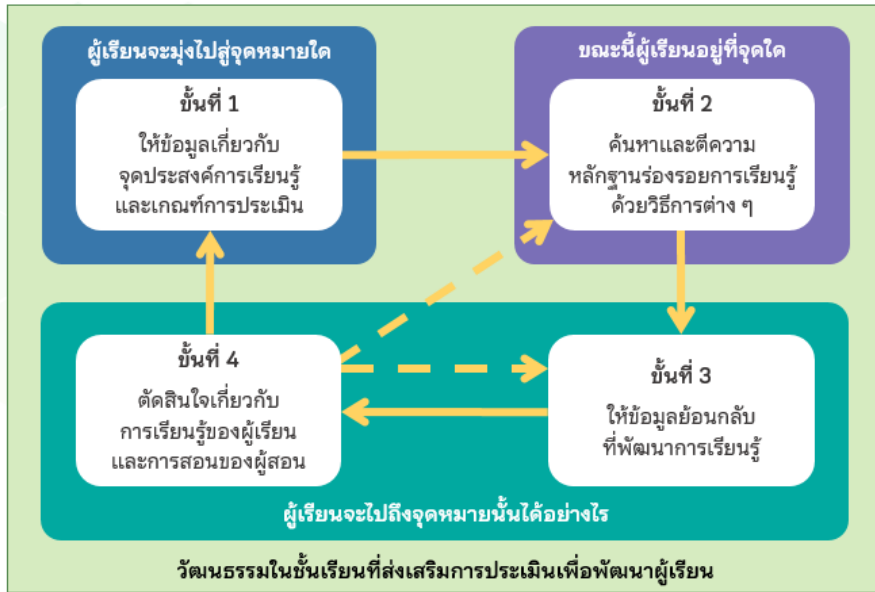 ผู้เรียนจะมุ่งไปสู่จุดหมายใด
ขั้นที่ 1
ให้ข้อมูลเกี่ยวกับ
จุดประสงค์การเรียนรู้
และเกณฑ์การประเมิน
ขณะนี้ผู้เรียนอยู่ที่จุดใด
ขั้นที่ 2
ค้นหาและตีความ
หลักฐานร่องรอยการเรียนรู้
ด้วยวิธีการต่าง ๆ
ขั้นที่ 3
ให้ข้อมูลย้อนกลับ
ที่พัฒนาการเรียนรู้
ขั้นที่ 4
ตัดสินใจเกี่ยวกับ
การเรียนรู้ของผู้เรียน
และการสอนของผู้สอน
ผู้เรียนจะไปถึงจุดหมายนั้นได้อย่างไร
วัฒนธรรมในชั้นเรียนที่ส่งเสริมการประเมินเพื่อพัฒนาผู้เรียน